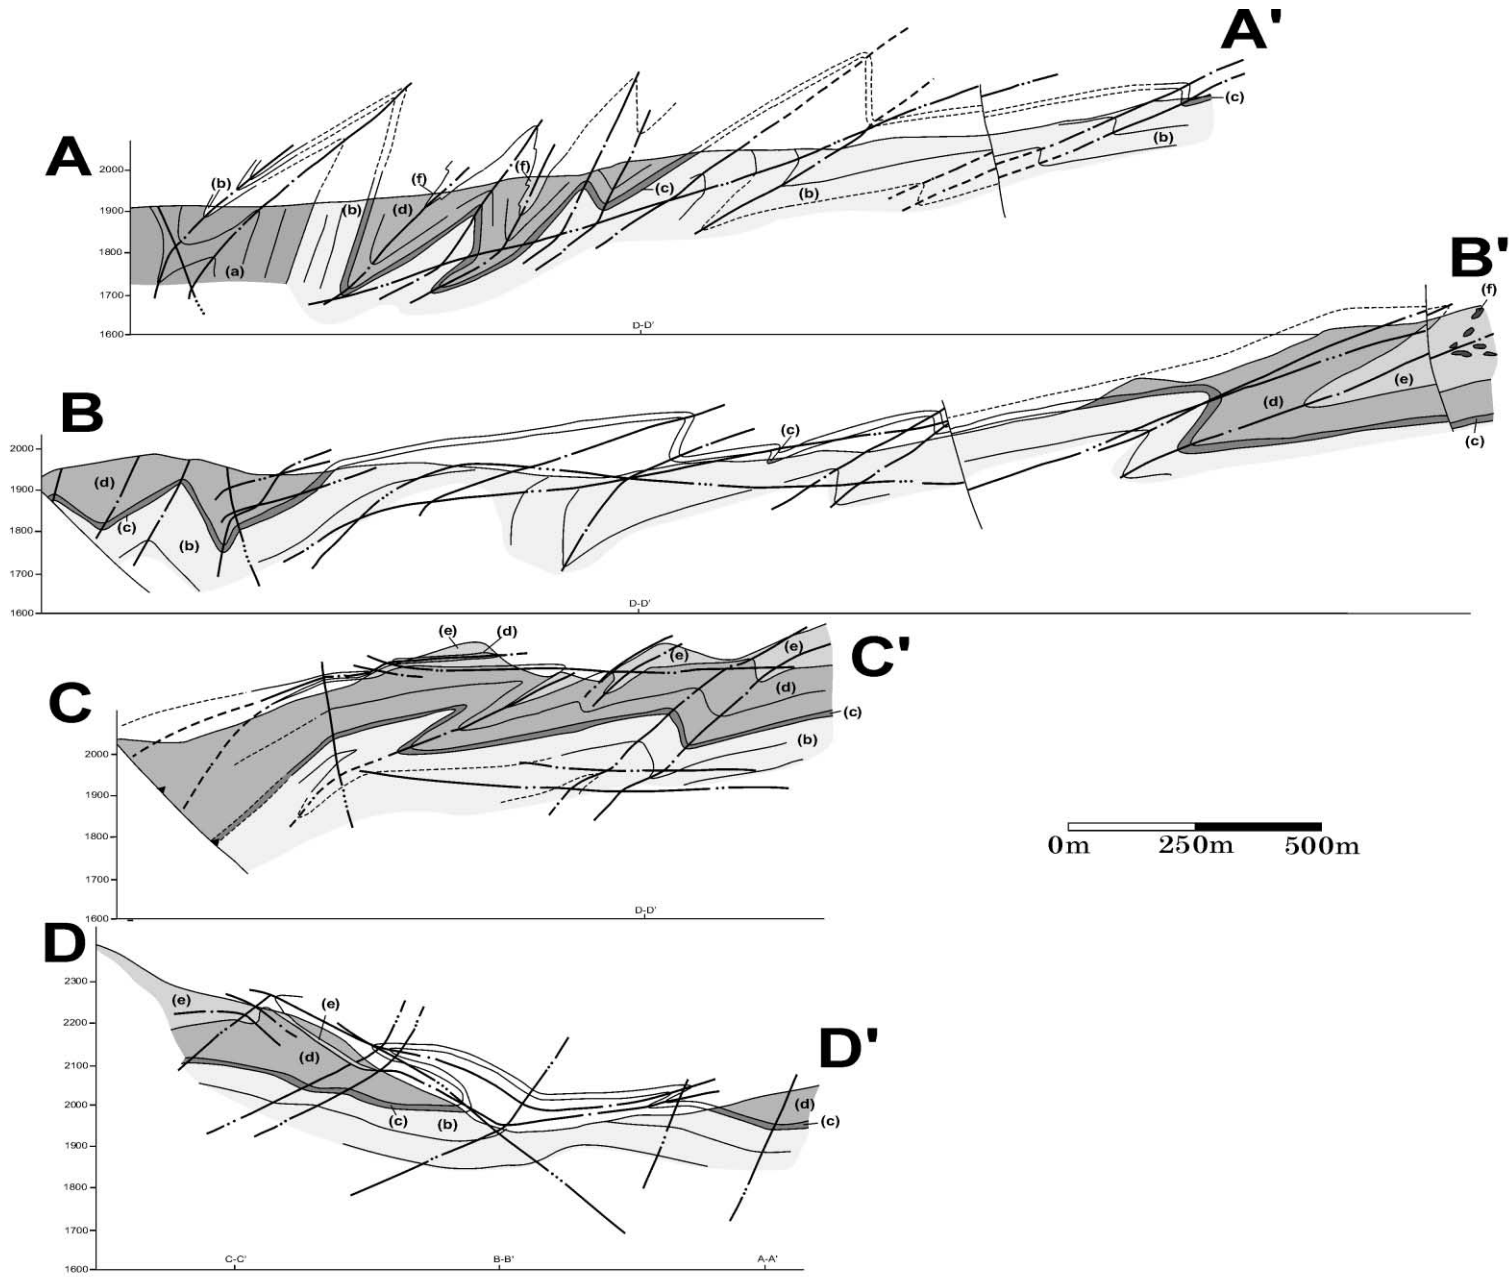 A'
A
(c)
(b)
2000
(f)
(f)
(b)
(c)
(b)
(b)
(d)
1900
1800
(a)
1700
1600
D-D'
B'
(f)
B
(e)
(d)
(c)
(c)
2000
(d)
1900
(c)
(b)
1800
1700
1600
D-D'
C'
(e)
(d)
(e)
(e)
C
(d)
(c)
(b)
2000
1900
1800
1700
1600
D-D'
0m 250m 500m
D
D'
2300
(e)
(e)
2200
(d)
2100
2000
(c)
(b)
(d)
(c)
1900
1800
1700
1600
C-C'
B-B'
A-A'